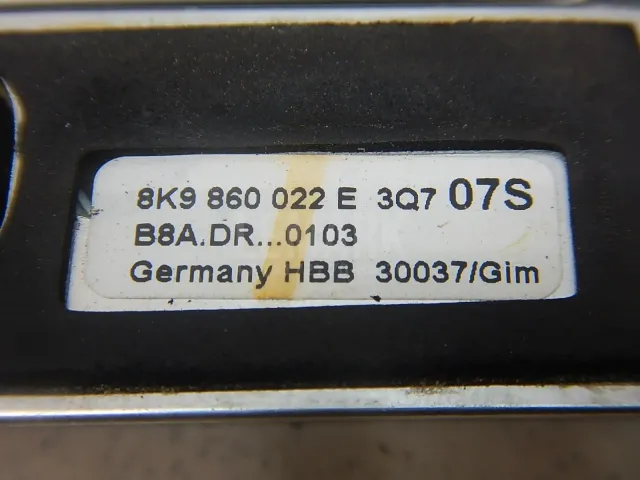 8K9 860 022 E 3Q7 07S
B8A.DR...0103
Germany HBB 30037/Gim